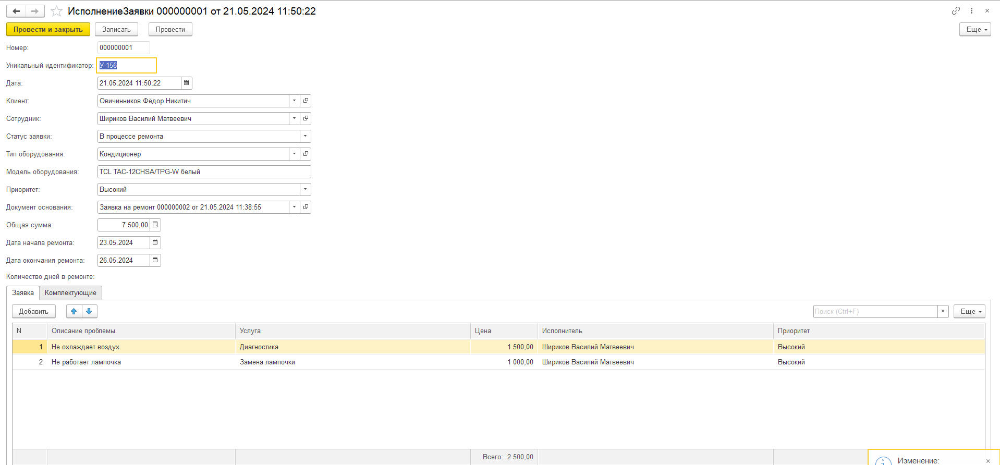 ИсполнениеЗаявки 000000001 от 21.05.2024 11:50:22
Провести и закрыть Записать Провести Еще
Номер: 000000001
Уникальный идентификатор: У-156
Дата: 21.05.2024 11:50:22
Клиент: Овичинников Фёдор Никитич
Сотрудник: Шириков Василий Матвеевич
Статус заявки: В процессе ремонта
Тип оборудования: Кондиционер
Модель оборудования: TCL TAC-12CHSA/TPG-W белый
Приоритет: Высокий
Документ основания: Заявка на ремонт 000000002 от 21.05.2024 11:38:55
Общая сумма: 7 500,00
Дата начала ремонта: 23.05.2024
Дата окончания ремонта: 26.05.2024
Количество дней в ремонте:
Заявка Комплектующие
Добавить Поиск (Ctrl+F) × Еще
N Описание проблемы Услуга Цена Исполнитель Приоритет
1 Не охлаждает воздух Диагностика 1 500,00 Шириков Василий Матвеевич Высокий
2 Не работает лампочка Замена лампочки 1 000,00 Шириков Василий Матвеевич Высокий
Всего: 2 500,00
Изменение: